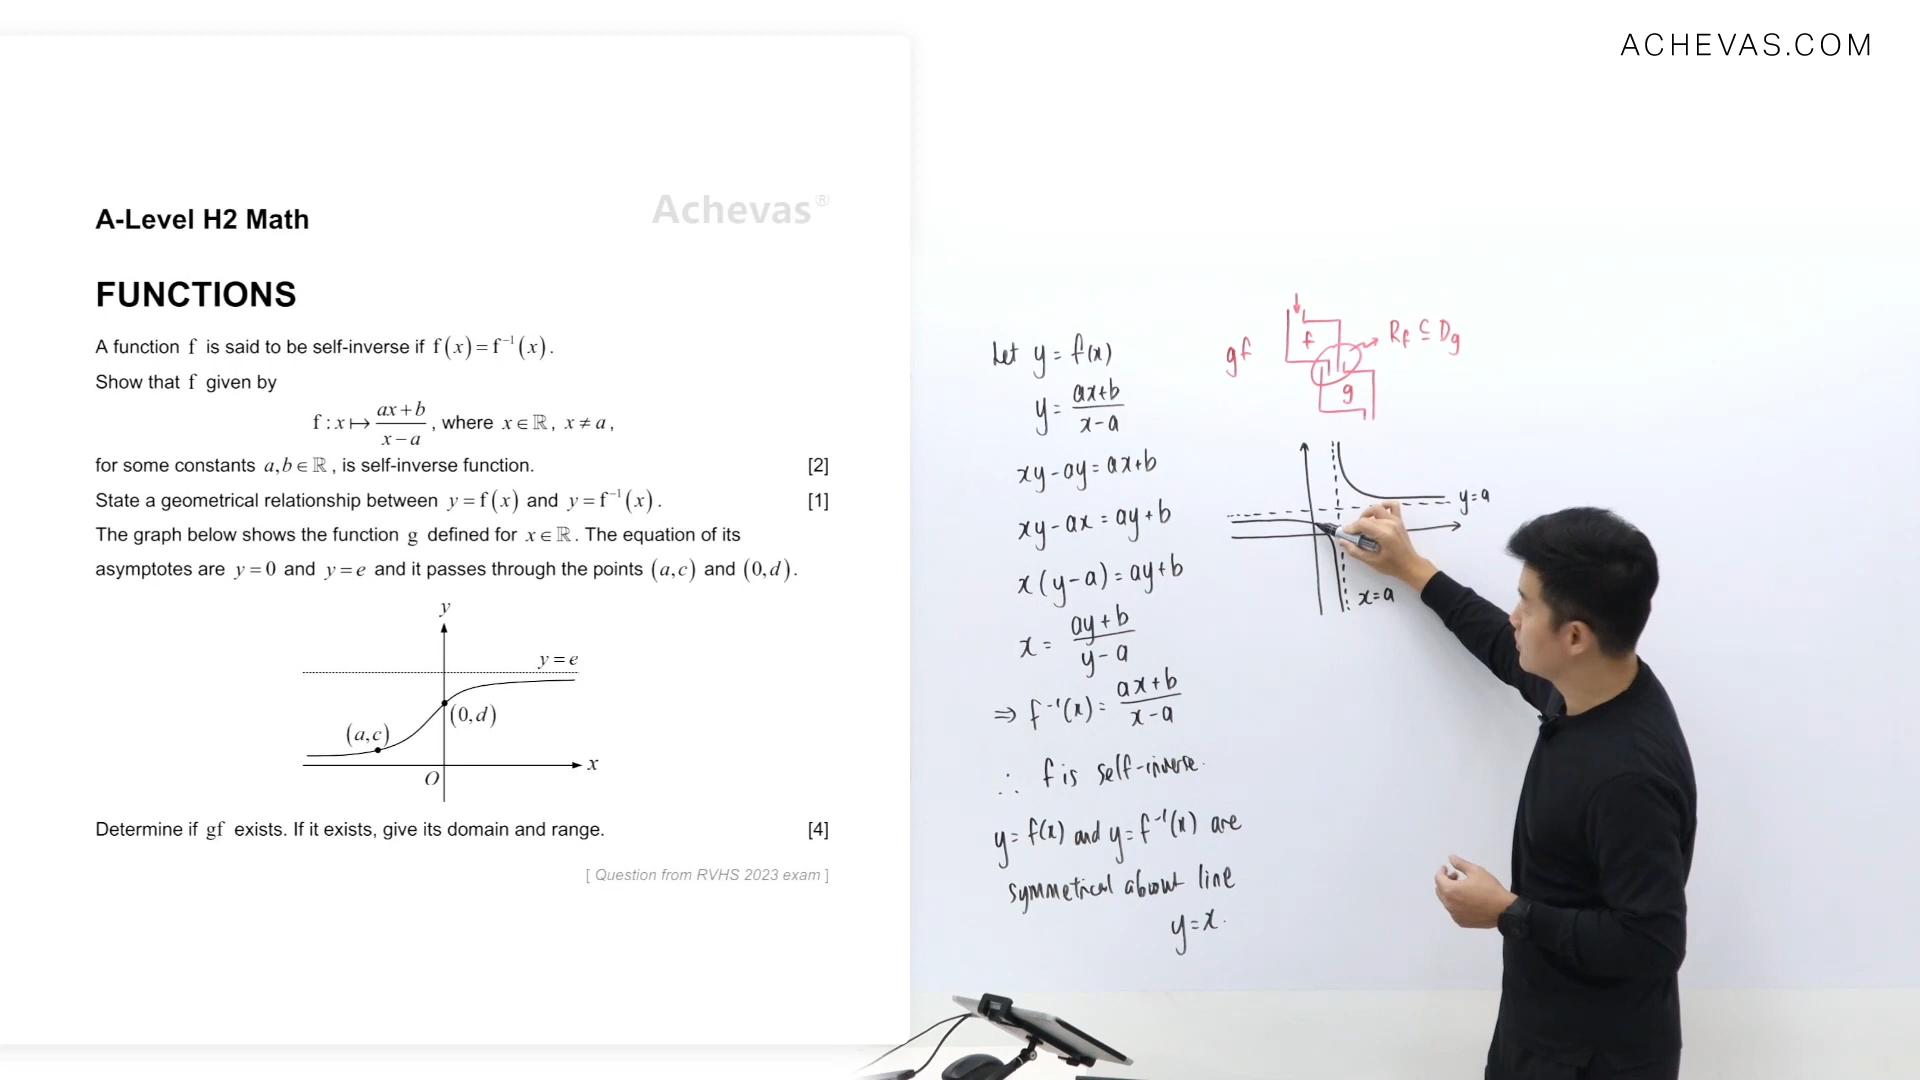 ACHEVAS.COM
A-Level H2 Math
Achevas®
FUNCTIONS
A function f is said to be self-inverse if f(x)=f⁻¹(x).
Show that f given by
f : x ↦ (ax+b)/(x−a), where x∈ℝ, x≠a,
for some constants a,b∈ℝ, is self-inverse function. [2]
State a geometrical relationship between y=f(x) and y=f⁻¹(x). [1]
The graph below shows the function g defined for x∈ℝ. The equation of its
asymptotes are y=0 and y=e and it passes through the points (a,c) and (0,d).
y
y=e
(0,d)
(a,c)
x
O
Determine if gf exists. If it exists, give its domain and range. [4]
[ Question from RVHS 2023 exam ]
Let y = f(x)
y = (ax+b)/(x-a)
xy-ay = ax+b
xy-ax = ay+b
x(y-a) = ay+b
x = (ay+b)/(y-a)
⇒ f⁻¹(x) = (ax+b)/(x-a)
∴ f is self-inverse.
y=f(x) and y=f⁻¹(x) are
symmetrical about line
y=x.
gf
f
g
Rf ⊆ Dg
y=a
x=a